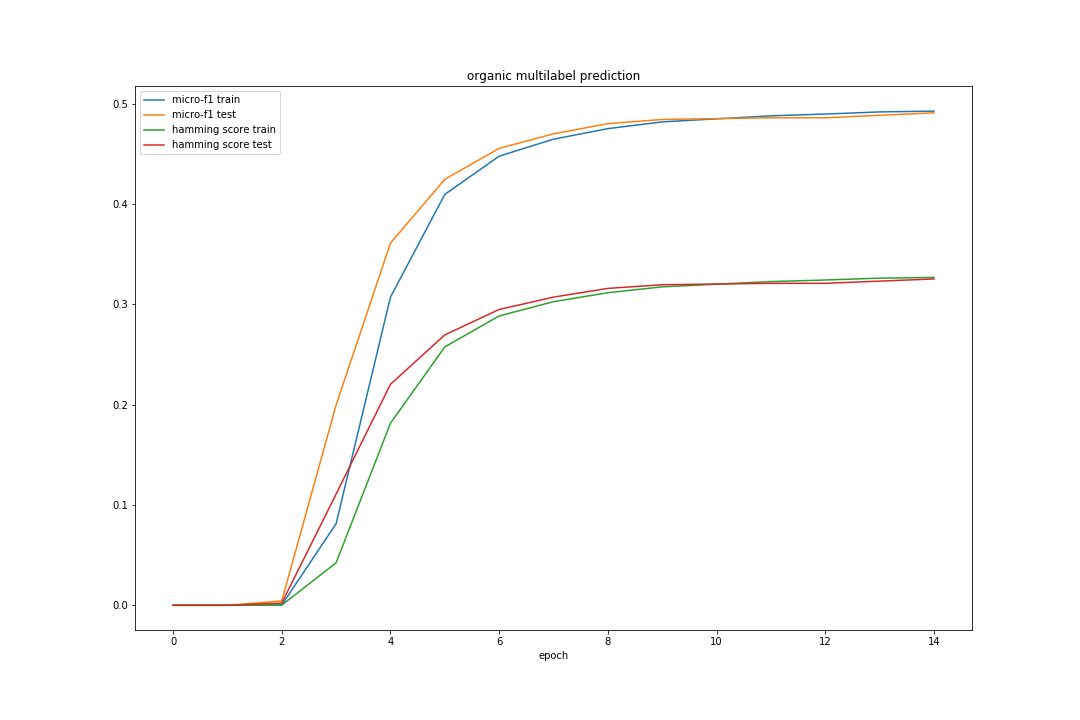 organic multilabel prediction
micro-f1 train
micro-f1 test
hamming score train
hamming score test
0.5
0.4
0.3
0.2
0.1
0.0
0 2 4 6 8 10 12 14
epoch